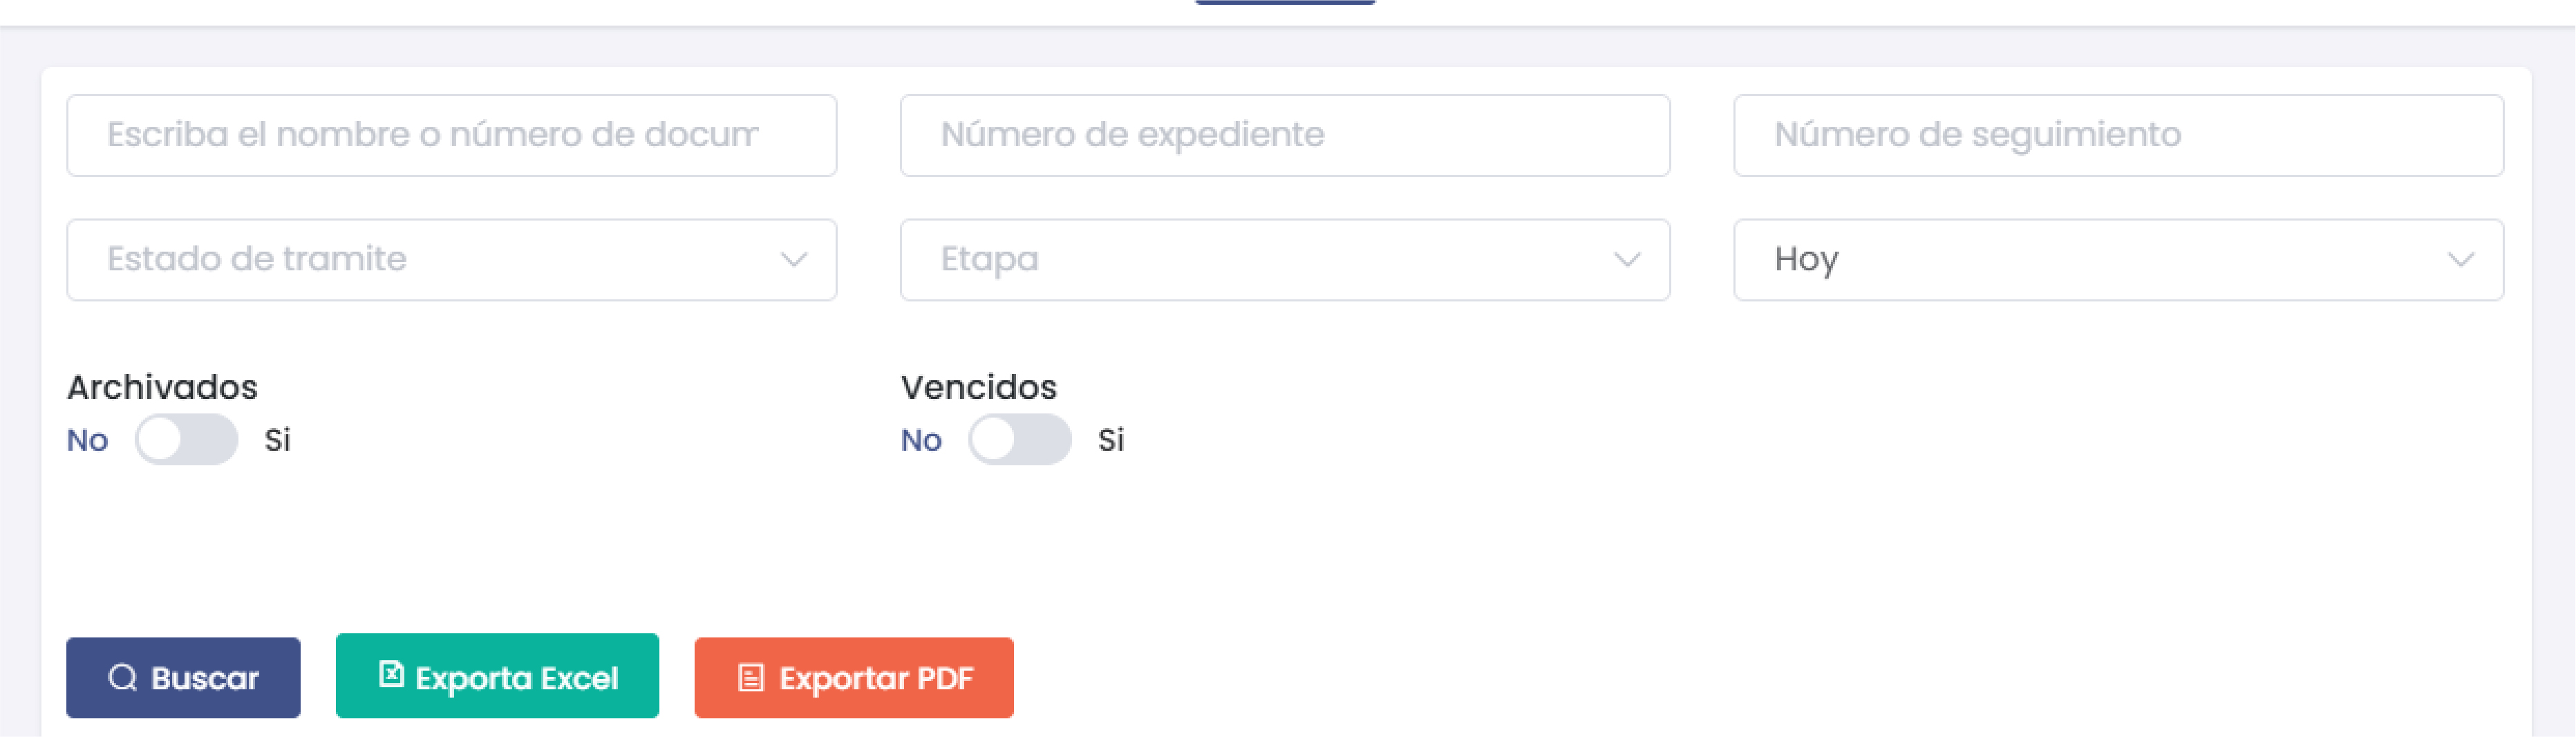 Escriba el nombre o número de docum
Número de expediente
Número de seguimiento
Estado de tramite
Etapa
Hoy
Archivados
Vencidos
No Si
No Si
Buscar
Exporta Excel
Exportar PDF